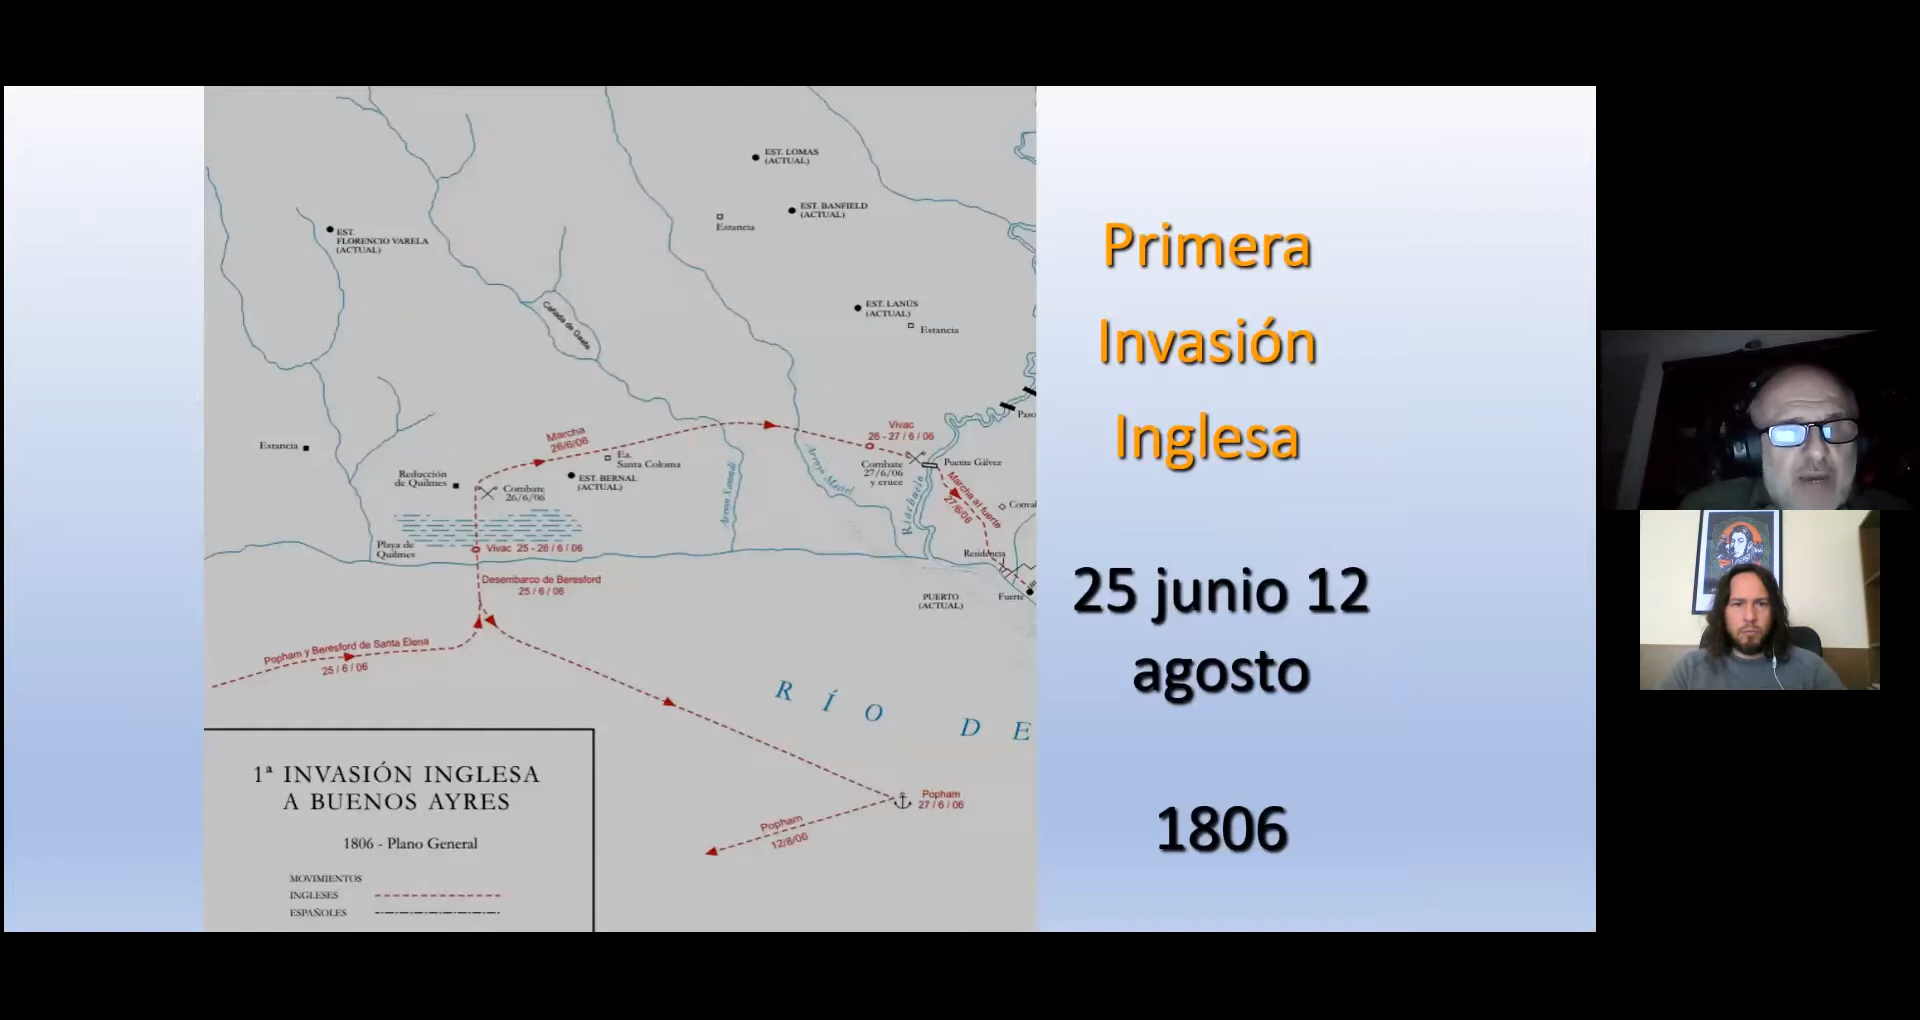 EST. LOMAS
(ACTUAL)
EST. BANFIELD
(ACTUAL)
Estancia
EST.
FLORENCIO VARELA
(ACTUAL)
Cañada de Gaete
EST. LANÚS
(ACTUAL)
Estancia
Paso
Estancia
Marcha
26/6/06
Vivac
26 - 27 / 6 / 06
Ea.
Santa Coloma
Reducción
de Quilmes
Combate
26/6/06
EST. BERNAL
(ACTUAL)
Combate
27/6/06
y cruce
Puente Gálvez
Arroyo Maciel
Riachuelo
Marcha al fuerte
27/6/06
Playa de
Quilmes
Vivac 25 - 26 / 6 / 06
Residencia
Desembarco de Beresford
25 / 6 / 06
PUERTO
(ACTUAL)
Fuerte
Popham y Beresford de Santa Elena
25 / 6 / 06
RÍO DE
Popham
27 / 6 / 06
Popham
12/8/06
1ª INVASIÓN INGLESA
A BUENOS AYRES
1806 - Plano General
MOVIMIENTOS
INGLESES
ESPAÑOLES
Primera
Invasión
Inglesa
25 junio 12
agosto
1806